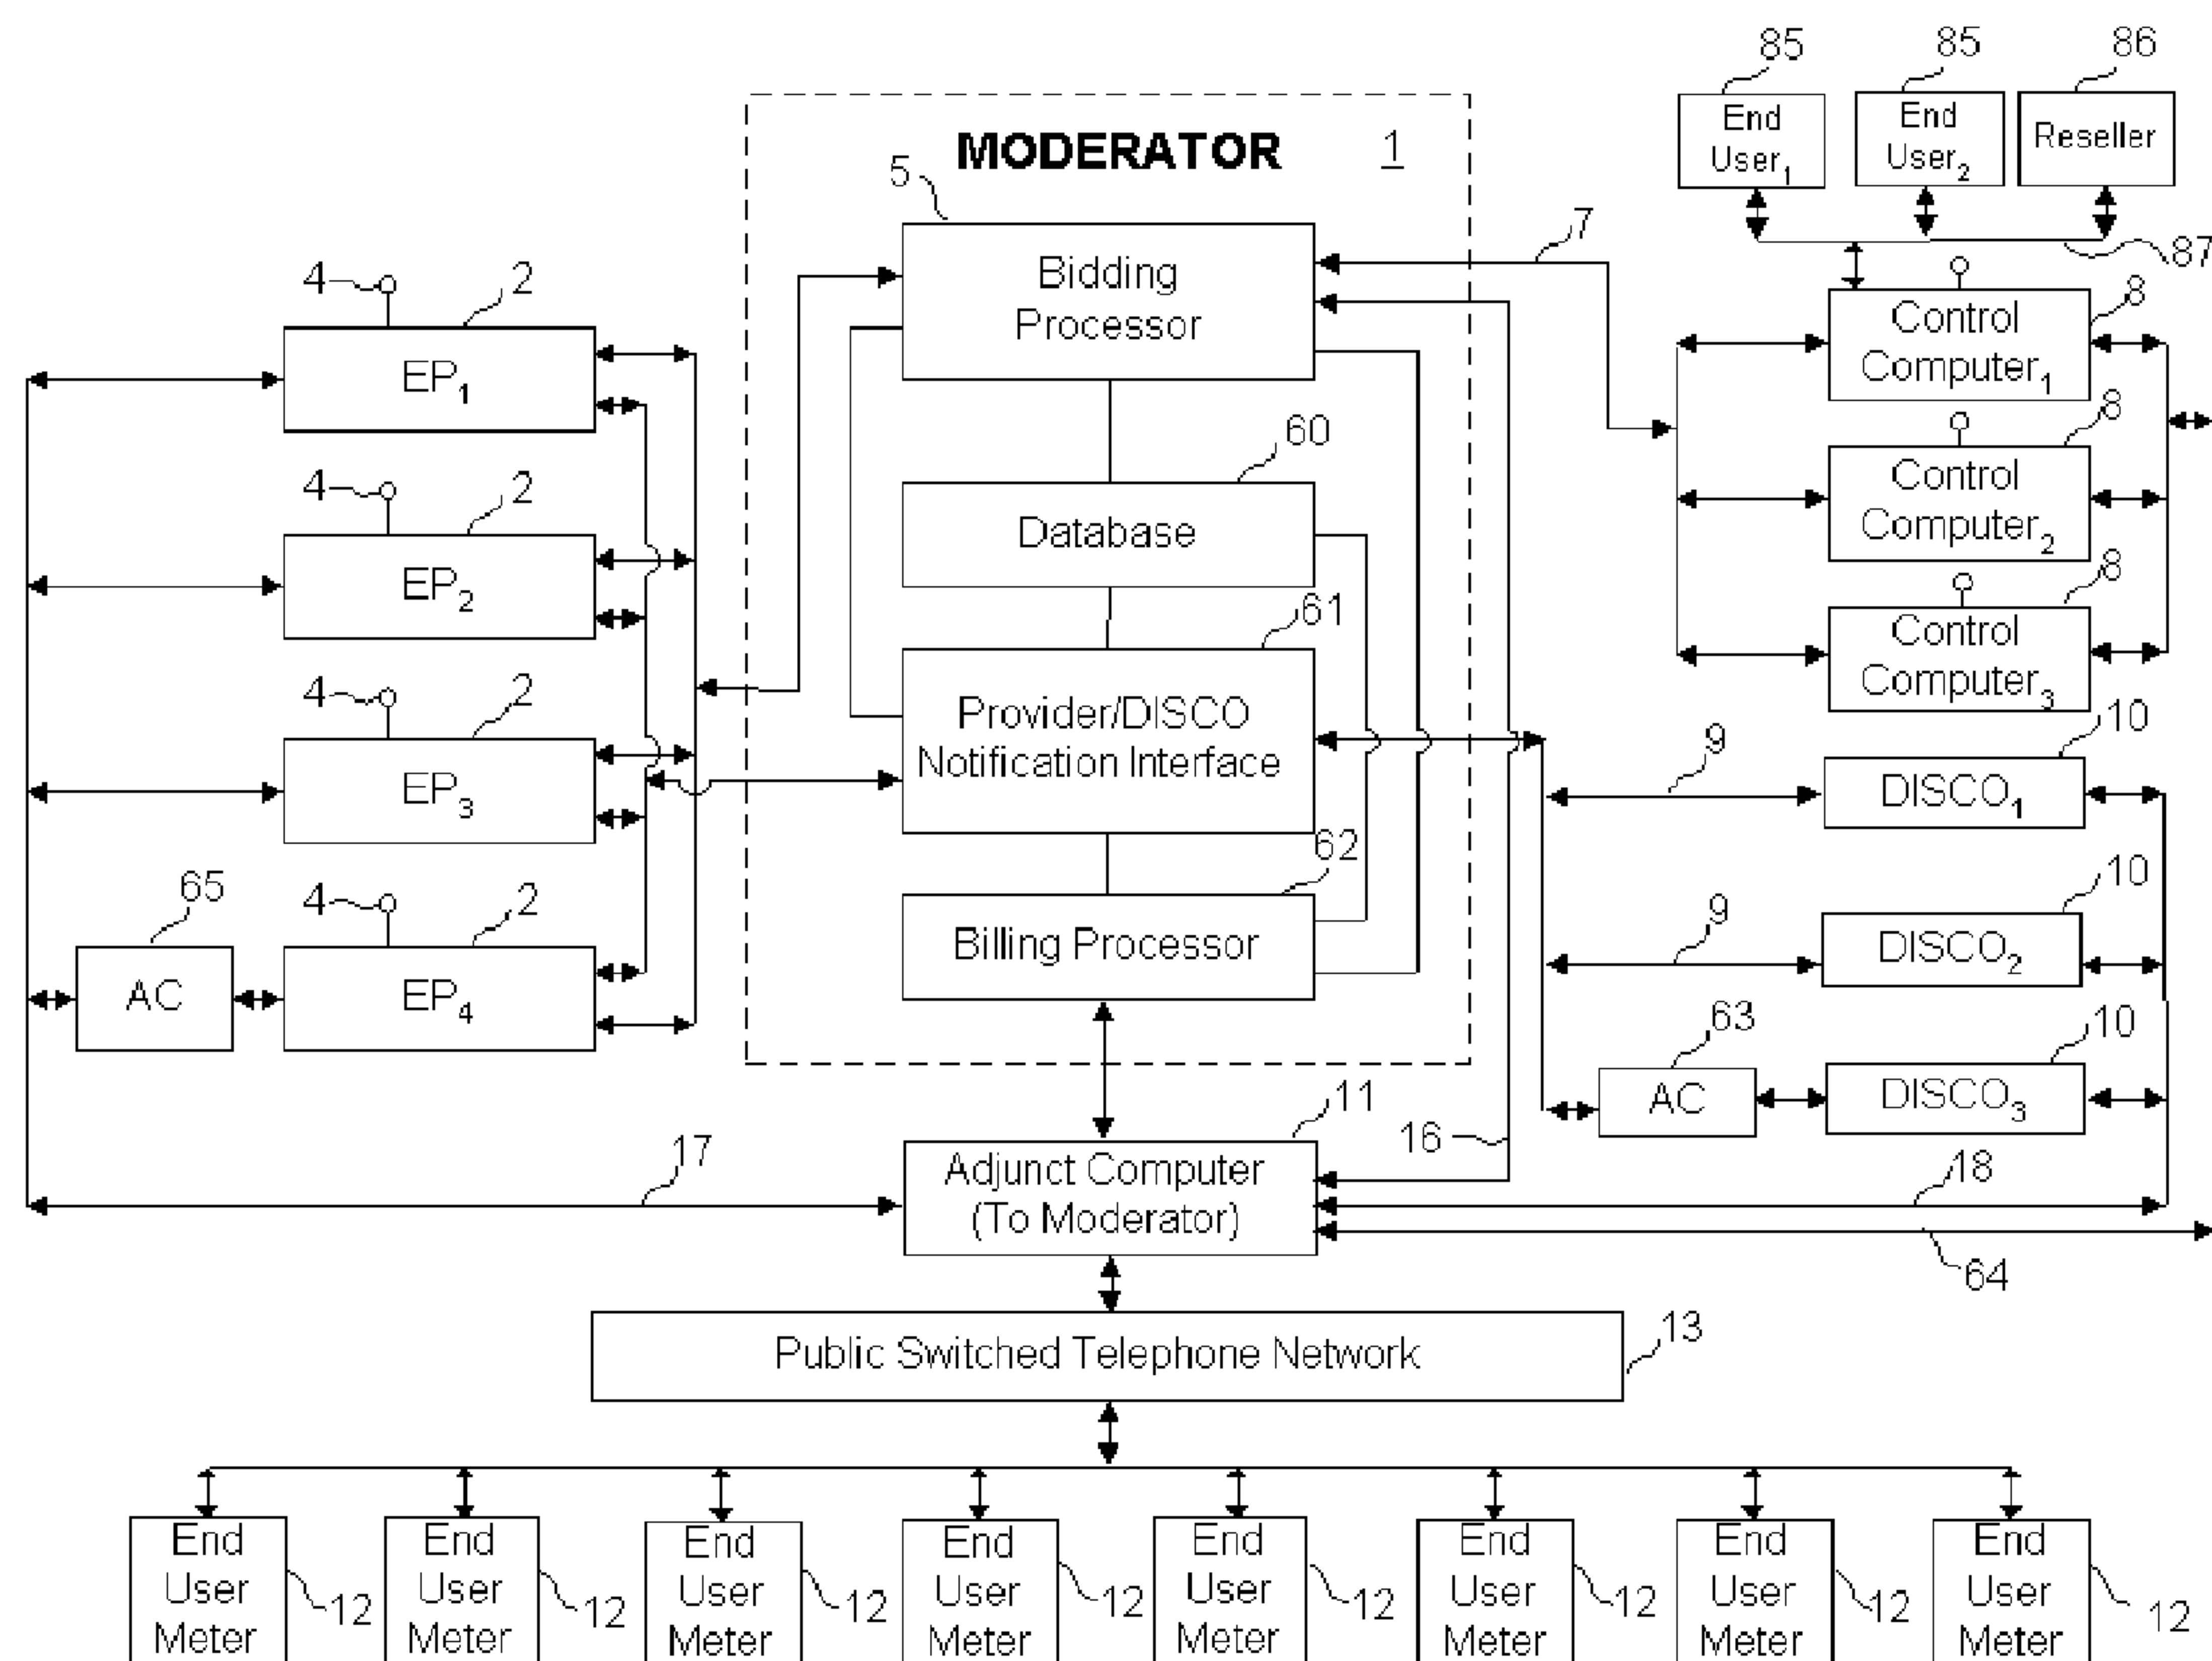 85
85
86
End
User1
End
User2
Reseller
87
MODERATOR 1
5
Bidding
Processor
7
4
2
EP1
4
2
EP2
4
2
EP3
4
2
EP4
65
AC
60
Database
61
Provider/DISCO
Notification Interface
62
Billing Processor
8
Control
Computer1
8
Control
Computer2
8
Control
Computer3
9
10
DISCO1
9
10
DISCO2
63
AC
10
DISCO3
11
Adjunct Computer
(To Moderator)
16
17
18
64
Public Switched Telephone Network
13
End
User
Meter
12
End
User
Meter
12
End
User
Meter
12
End
User
Meter
12
End
User
Meter
12
End
User
Meter
12
End
User
Meter
12
End
User
Meter
12